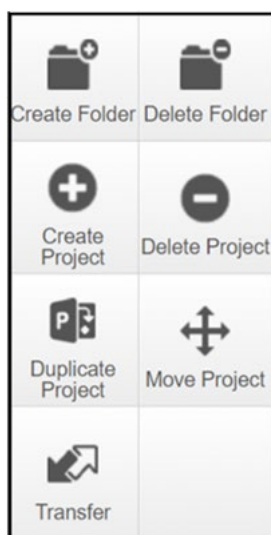 Create Folder
Delete Folder
Create
Project
Delete Project
P
Duplicate
Project
Move Project
Transfer